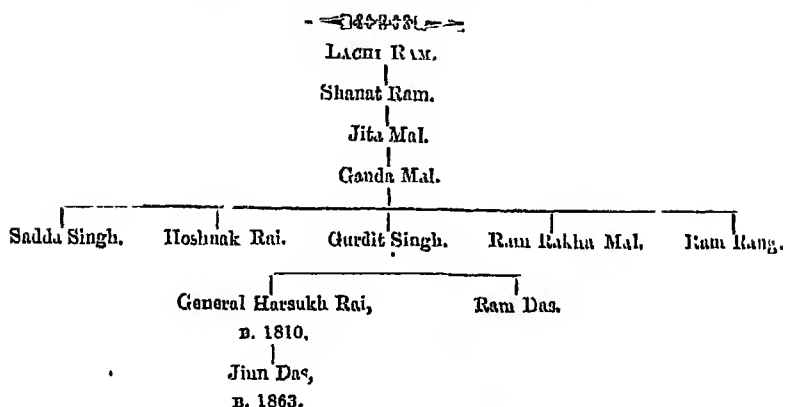 LACHI RAM.
Shanat Ram.
Jita Mal.
Ganda Mal.
Sadda Singh. Hoshnak Rai. Gurdit Singh. Ram Rakha Mal. Ram Rang.
General Harsukh Rai, Ram Das.
B. 1810.
Jiun Das,
B. 1863.